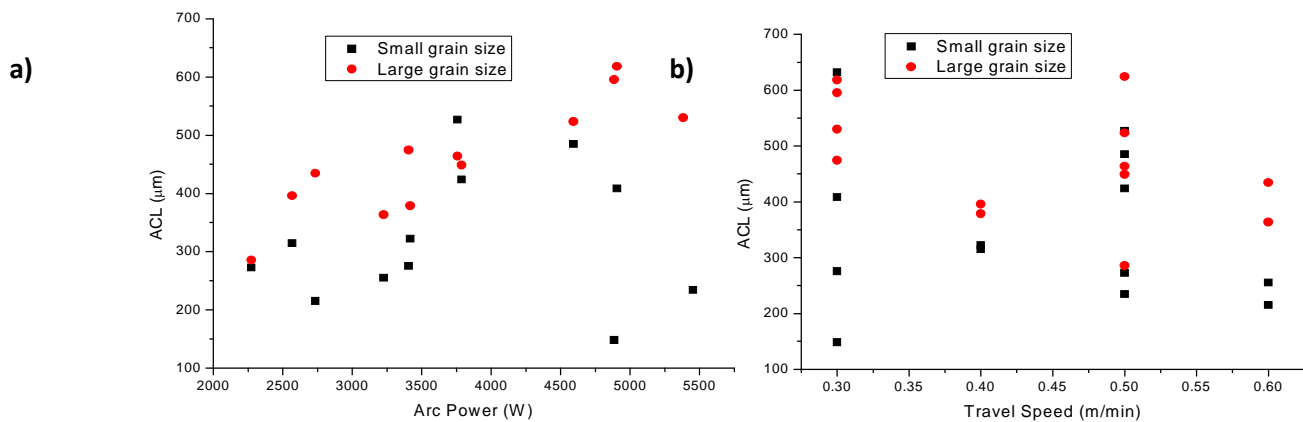 a)
700
600
500
400
300
200
100
ACL (μm)
Small grain size
Large grain size
2000 2500 3000 3500 4000 4500 5000 5500
Arc Power (W)
b)
700
600
500
400
300
200
100
ACL (μm)
Small grain size
Large grain size
0.30 0.35 0.40 0.45 0.50 0.55 0.60
Travel Speed (m/min)